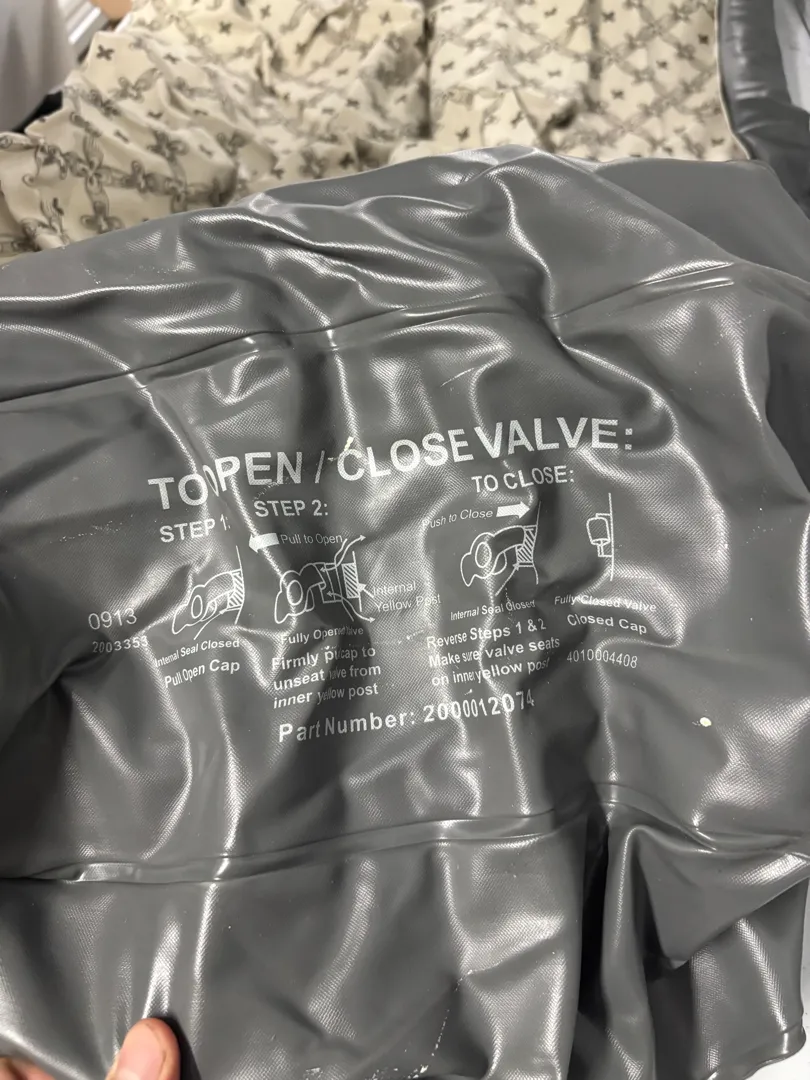 TO OPEN / CLOSE VALVE:
STEP 1:
STEP 2:
TO CLOSE:
Pull to Open
Push to Close
Internal
Yellow Post
Internal Seal Closed
Pull Open Cap
Fully Opened
Firmly cap to
unseat from
inner yellow post
Internal Seal Closed
Reverse Steps 1 & 2
Make sure valve seats
on inner yellow post
Fully Closed Valve
Closed Cap
4010004408
0913
2003353
Part Number: 2000012074